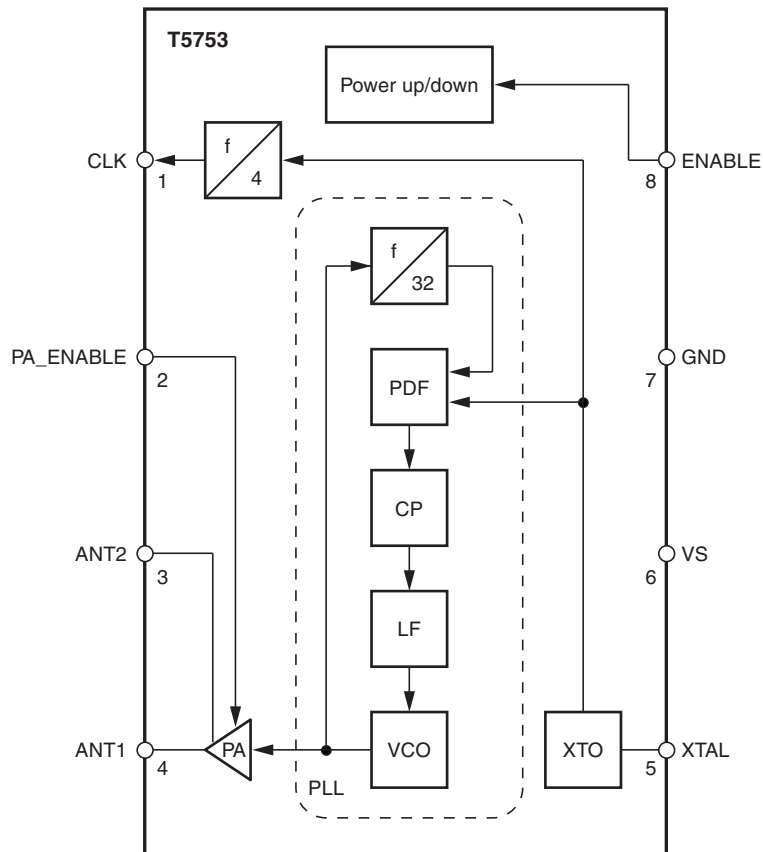 T5753
Power up/down
CLK
1
f
4
ENABLE
8
f
32
PA_ENABLE
2
PDF
GND
7
CP
ANT2
3
VS
6
LF
ANT1
4
PA
VCO
XTO
XTAL
5
PLL